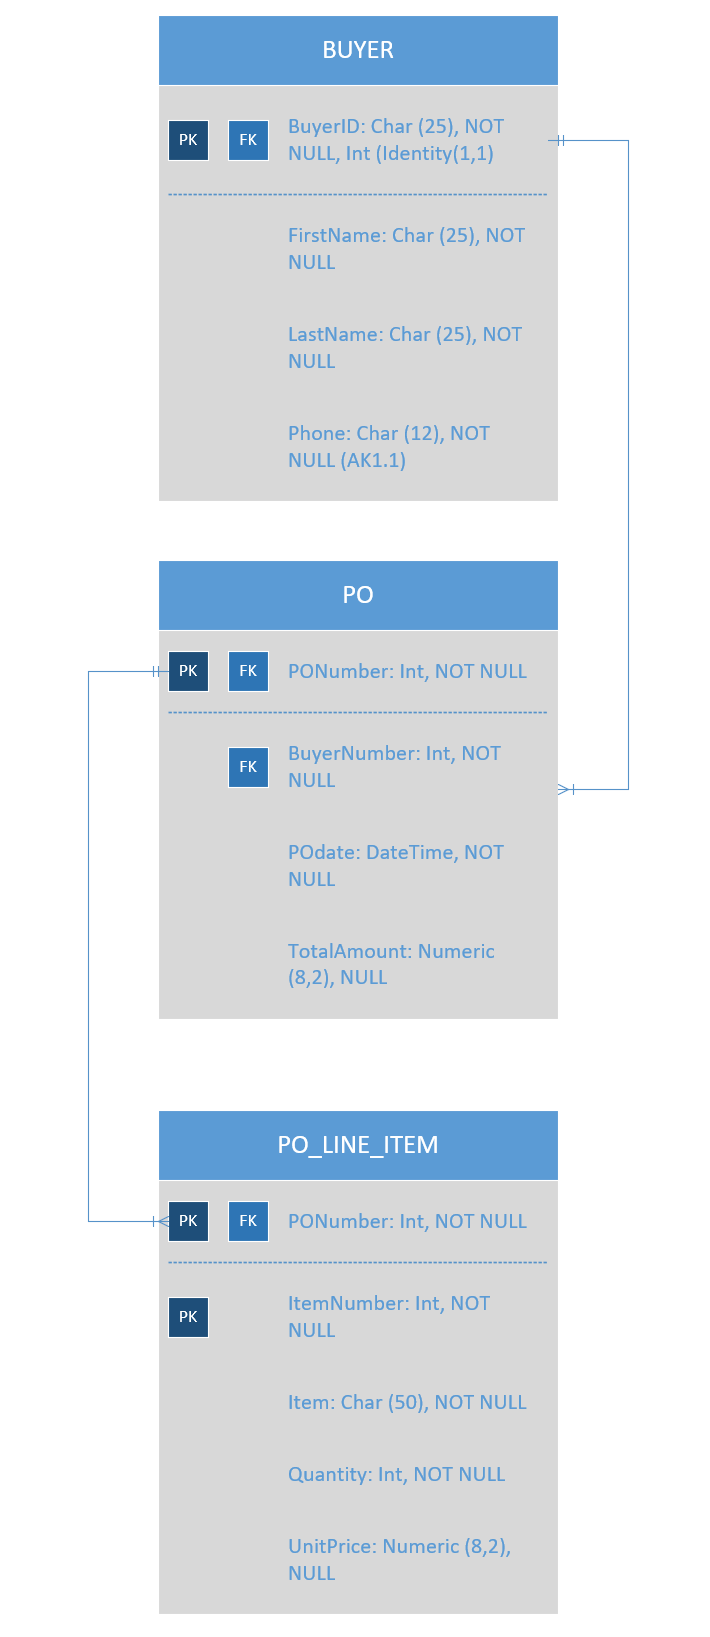 BUYER
PK FK BuyerID: Char (25), NOT
NULL, Int (Identity(1,1)
FirstName: Char (25), NOT
NULL
LastName: Char (25), NOT
NULL
Phone: Char (12), NOT
NULL (AK1.1)
PO
PK FK PONumber: Int, NOT NULL
FK BuyerNumber: Int, NOT
NULL
POdate: DateTime, NOT
NULL
TotalAmount: Numeric
(8,2), NULL
PO_LINE_ITEM
PK FK PONumber: Int, NOT NULL
PK ItemNumber: Int, NOT
NULL
Item: Char (50), NOT NULL
Quantity: Int, NOT NULL
UnitPrice: Numeric (8,2),
NULL